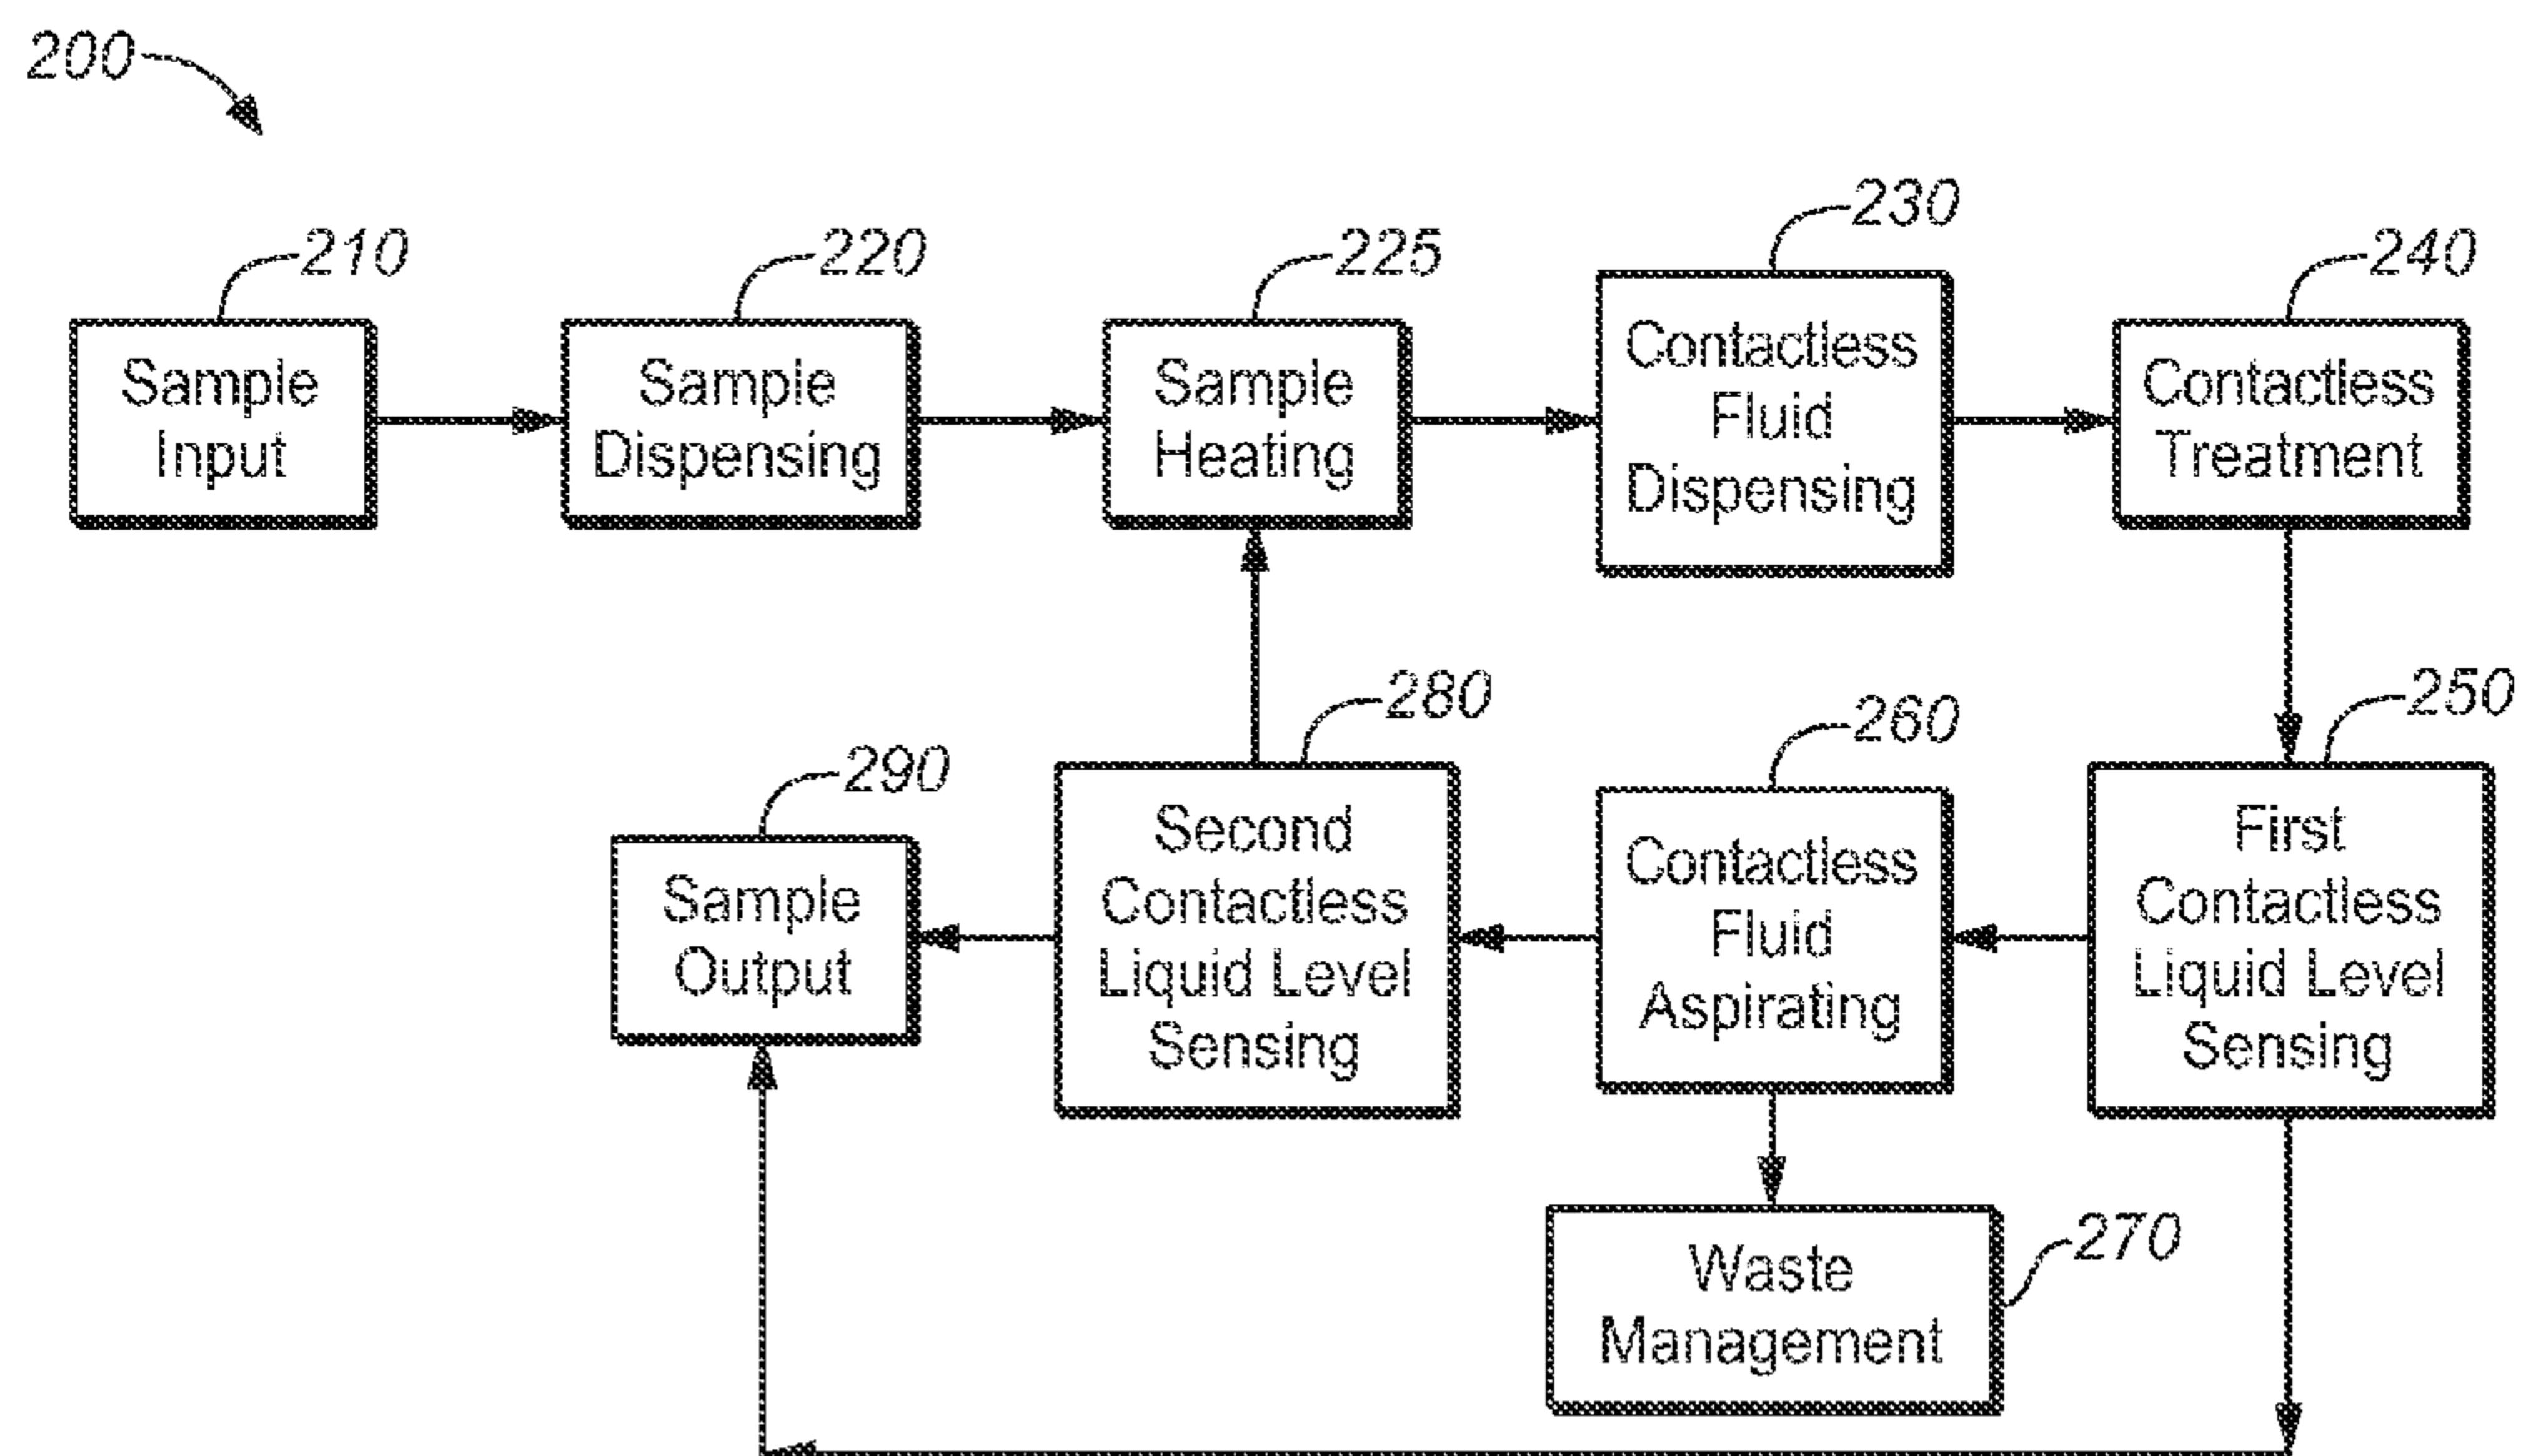 200
210
Sample
Input
220
Sample
Dispensing
225
Sample
Heating
230
Contactless
Fluid
Dispensing
240
Contactless
Treatment
250
First
Contactless
Liquid Level
Sensing
260
Contactless
Fluid
Aspirating
270
Waste
Management
280
Second
Contactless
Liquid Level
Sensing
290
Sample
Output